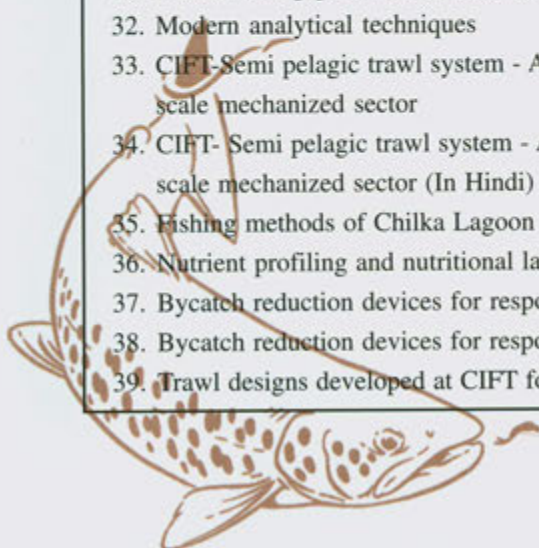 32. Modern analytical techniques
33. CIFT-Semi pelagic trawl system - A
scale mechanized sector
34. CIFT- Semi pelagic trawl system -
scale mechanized sector (In Hindi)
35. Fishing methods of Chilka Lagoon
36. Nutrient profiling and nutritional
37. Bycatch reduction devices for
38. Bycatch reduction devices for
39. Trawl designs developed at CIFT